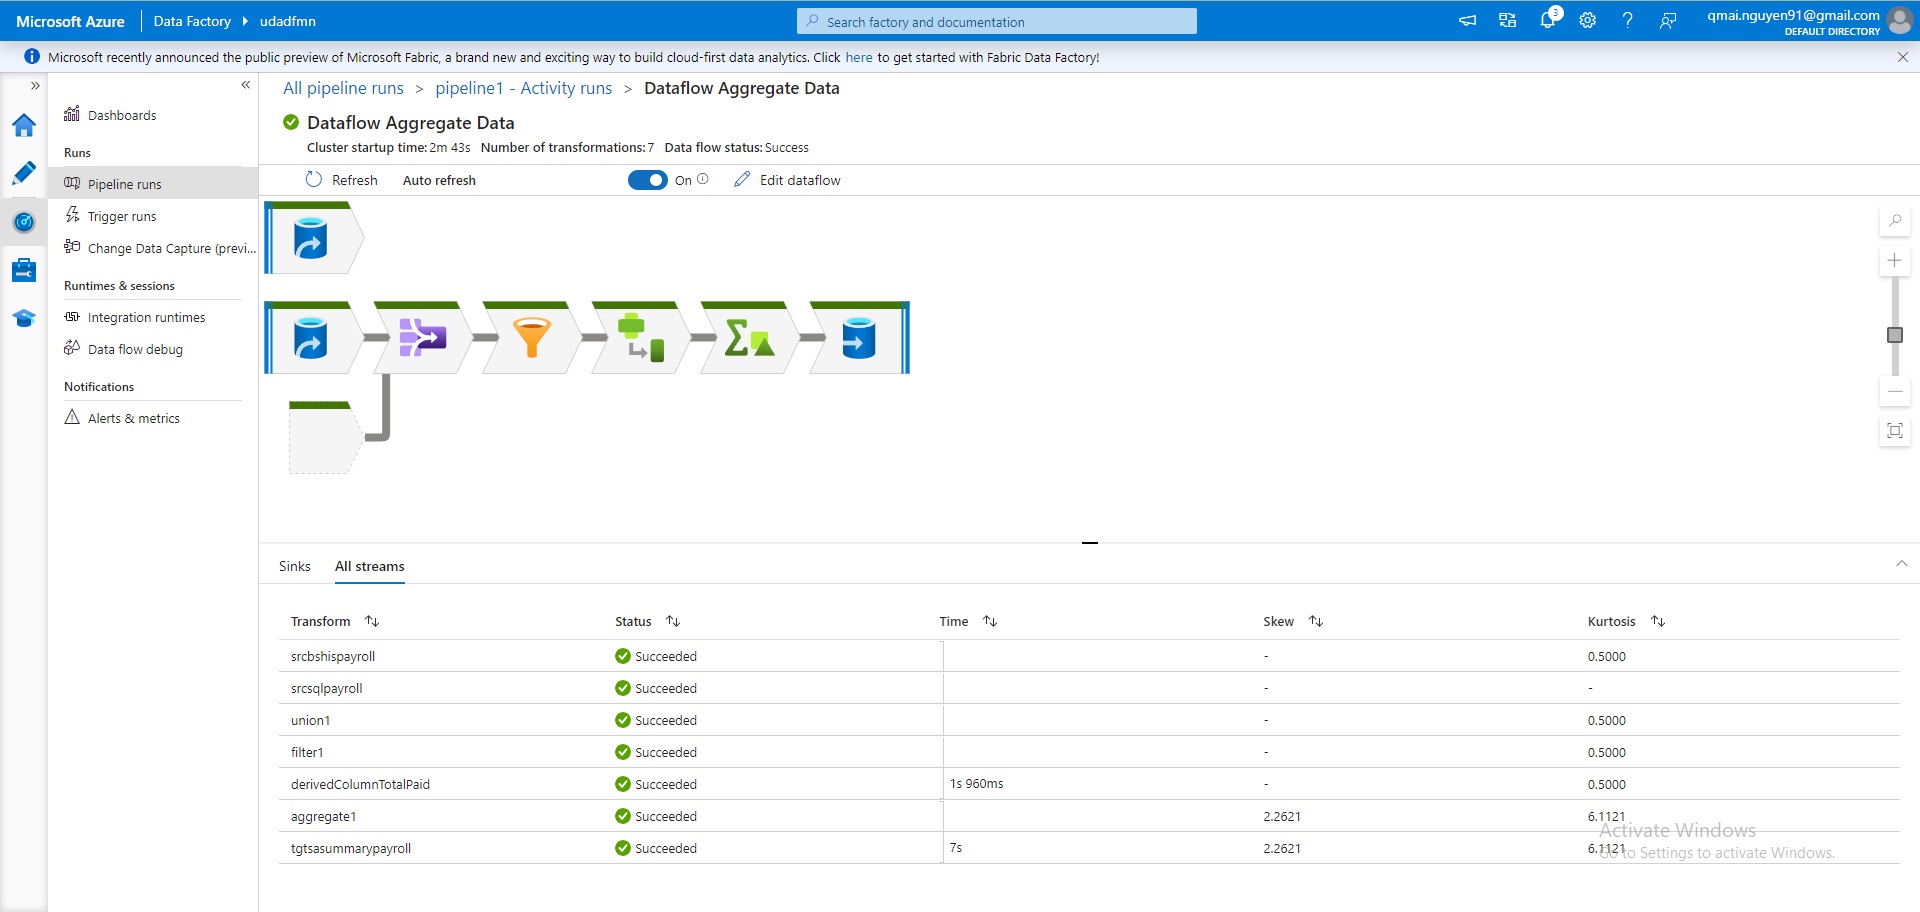 Microsoft Azure Data Factory udadfmn Search factory and documentation 3 qmai.nguyen91@gmail.com
DEFAULT DIRECTORY
Microsoft recently announced the public preview of Microsoft Fabric, a brand new and exciting way to build cloud-first data analytics. Click here to get started with Fabric Data Factory!
Dashboards
Runs
Pipeline runs
Trigger runs
Change Data Capture (previ...
Runtimes & sessions
Integration runtimes
Data flow debug
Notifications
Alerts & metrics
All pipeline runs > pipeline1 - Activity runs > Dataflow Aggregate Data
Dataflow Aggregate Data
Cluster startup time: 2m 43s Number of transformations: 7 Data flow status: Success
Refresh Auto refresh On Edit dataflow
Sinks All streams
Transform Status Time Skew Kurtosis
srcbshispayroll Succeeded - 0.5000
srcsqlpayroll Succeeded - -
union1 Succeeded - 0.5000
filter1 Succeeded - 0.5000
derivedColumnTotalPaid Succeeded 1s 960ms - 0.5000
aggregate1 Succeeded 2.2621 6.1121
tgtsasummarypayroll Succeeded 7s 2.2621 6.1121
Activate Windows
Go to Settings to activate Windows.